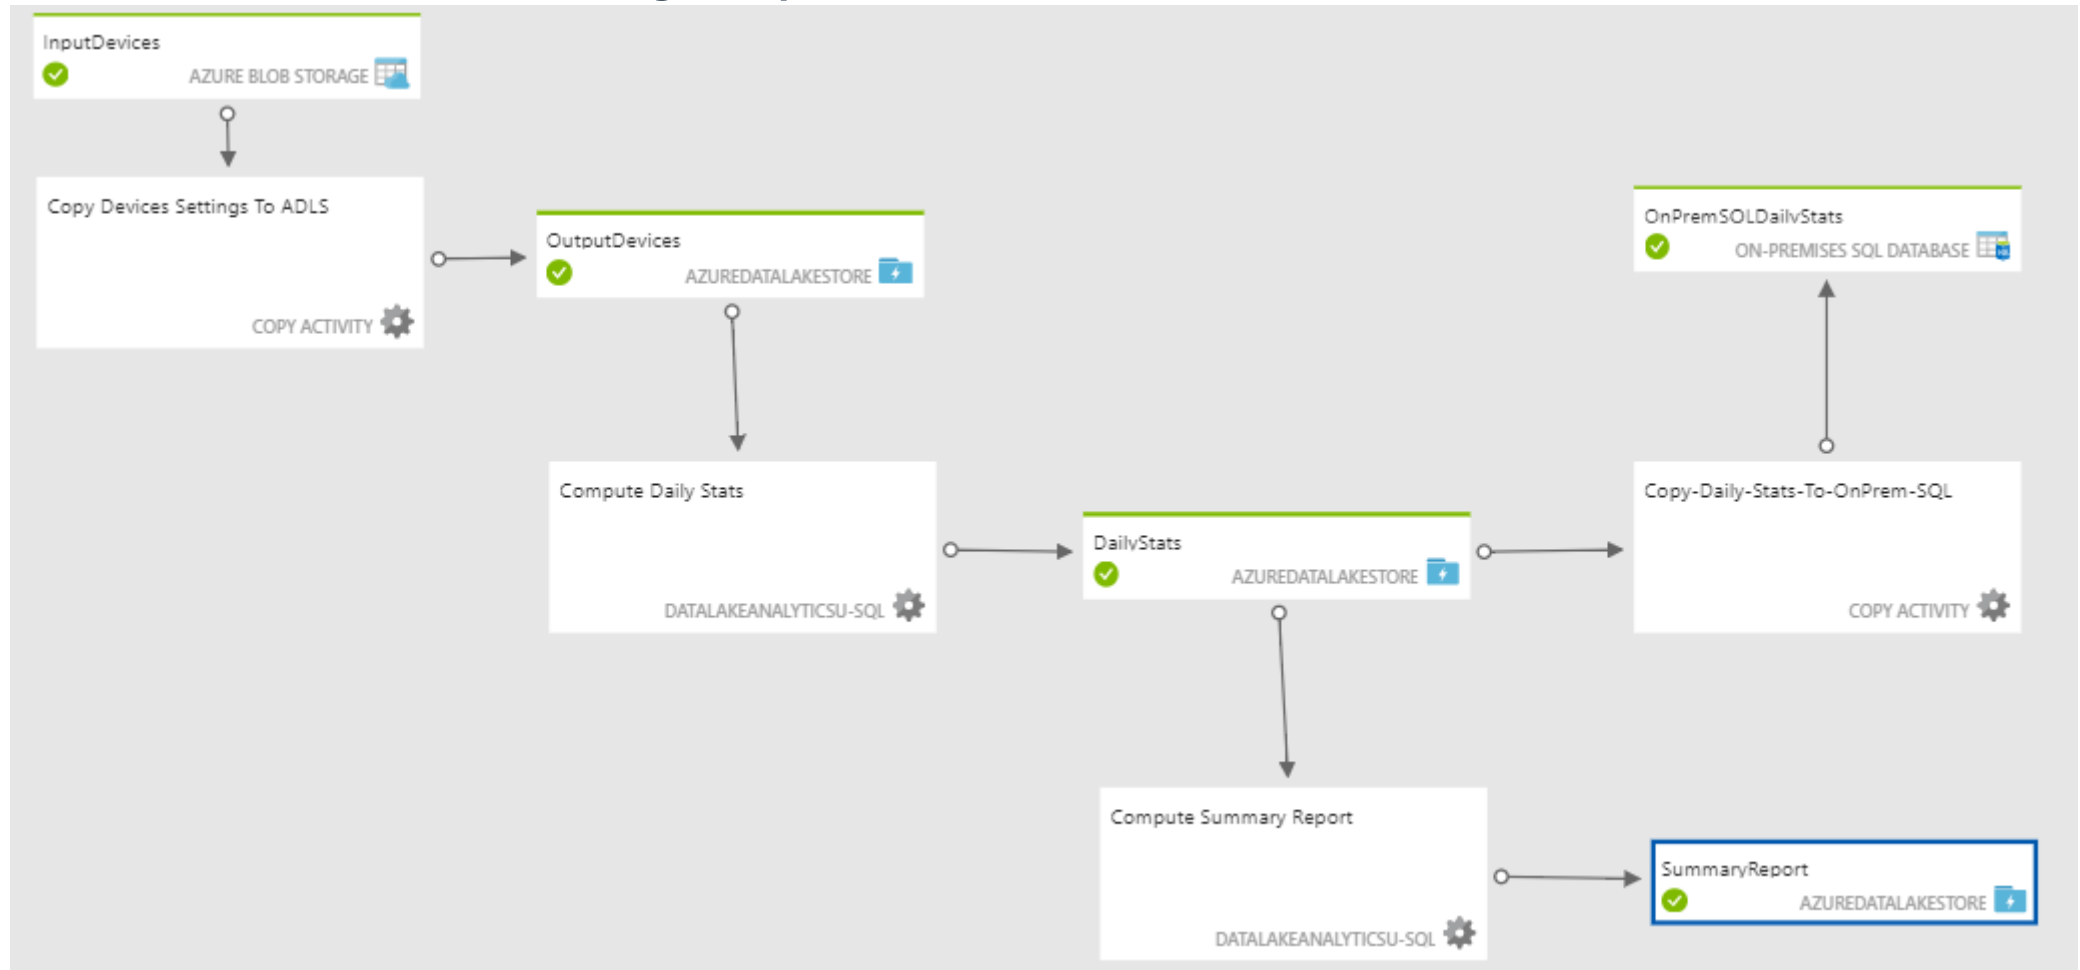 InputDevices
AZURE BLOB STORAGE
Copy Devices Settings To ADLS
COPY ACTIVITY
OutputDevices
AZUREDATALAKESTORE
Compute Daily Stats
DATALAKEANALYTICSU-SQL
DailyStats
AZUREDATALAKESTORE
OnPremSQLDailyStats
ON-PREMISES SQL DATABASE
Copy-Daily-Stats-To-OnPrem-SQL
COPY ACTIVITY
Compute Summary Report
DATALAKEANALYTICSU-SQL
SummaryReport
AZUREDATALAKESTORE